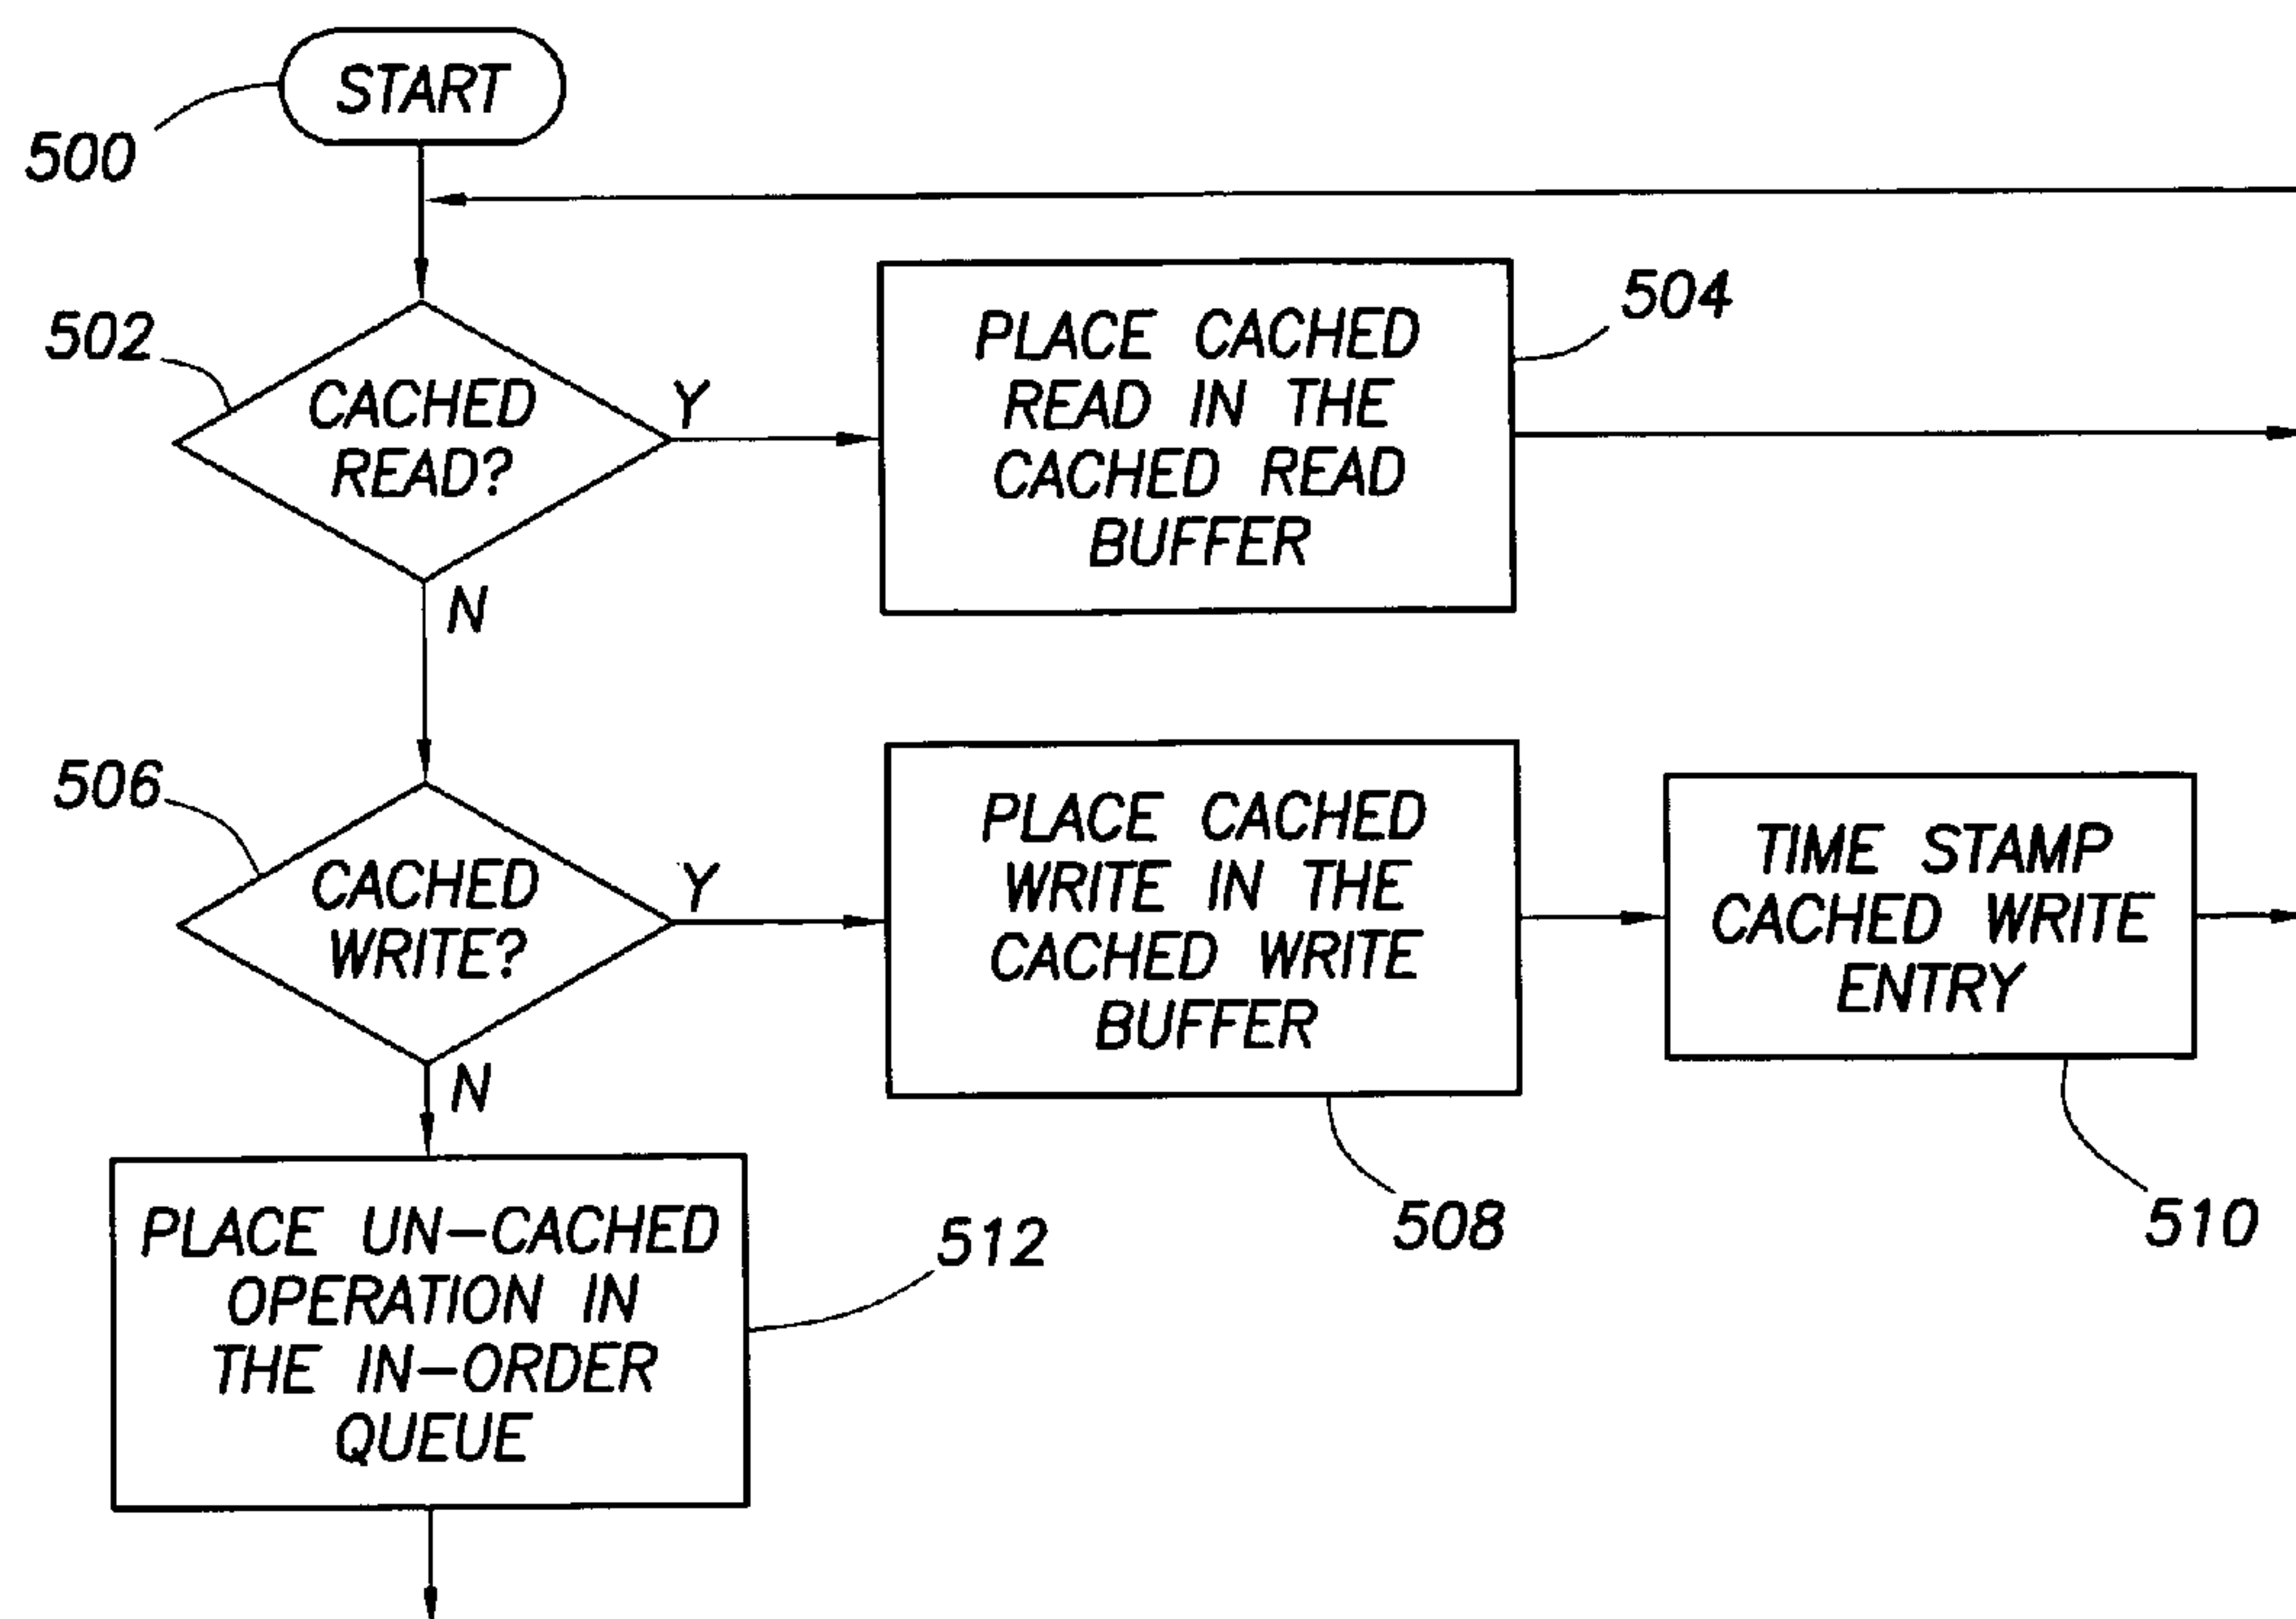 START
500
502
CACHED
READ?
Y
N
PLACE CACHED
READ IN THE
CACHED READ
BUFFER
504
506
CACHED
WRITE?
Y
N
PLACE CACHED
WRITE IN THE
CACHED WRITE
BUFFER
508
TIME STAMP
CACHED WRITE
ENTRY
510
PLACE UN-CACHED
OPERATION IN
THE IN-ORDER
QUEUE
512